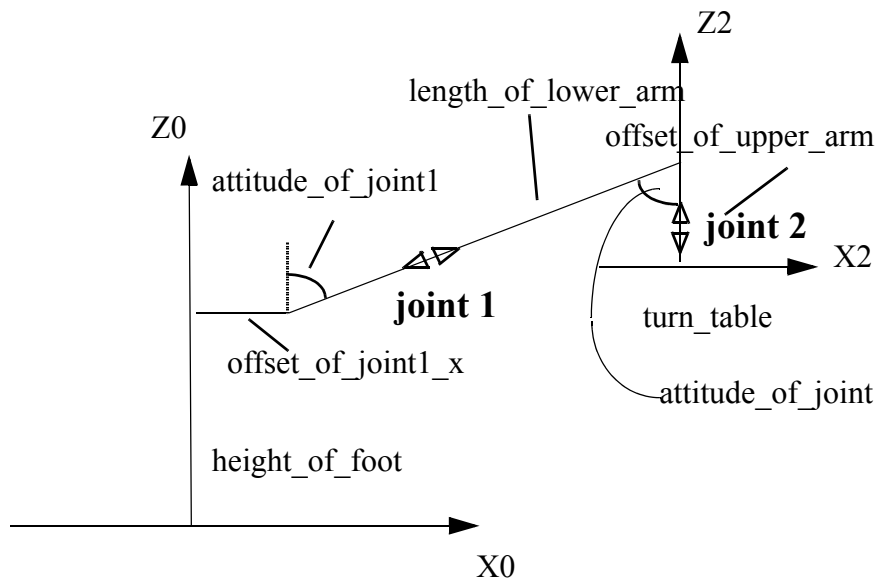 Z2
length_of_lower_arm
Z0
offset_of_upper_arm
attitude_of_joint1
joint 2
X2
joint 1
turn_table
offset_of_joint1_x
attitude_of_joint
height_of_foot
X0